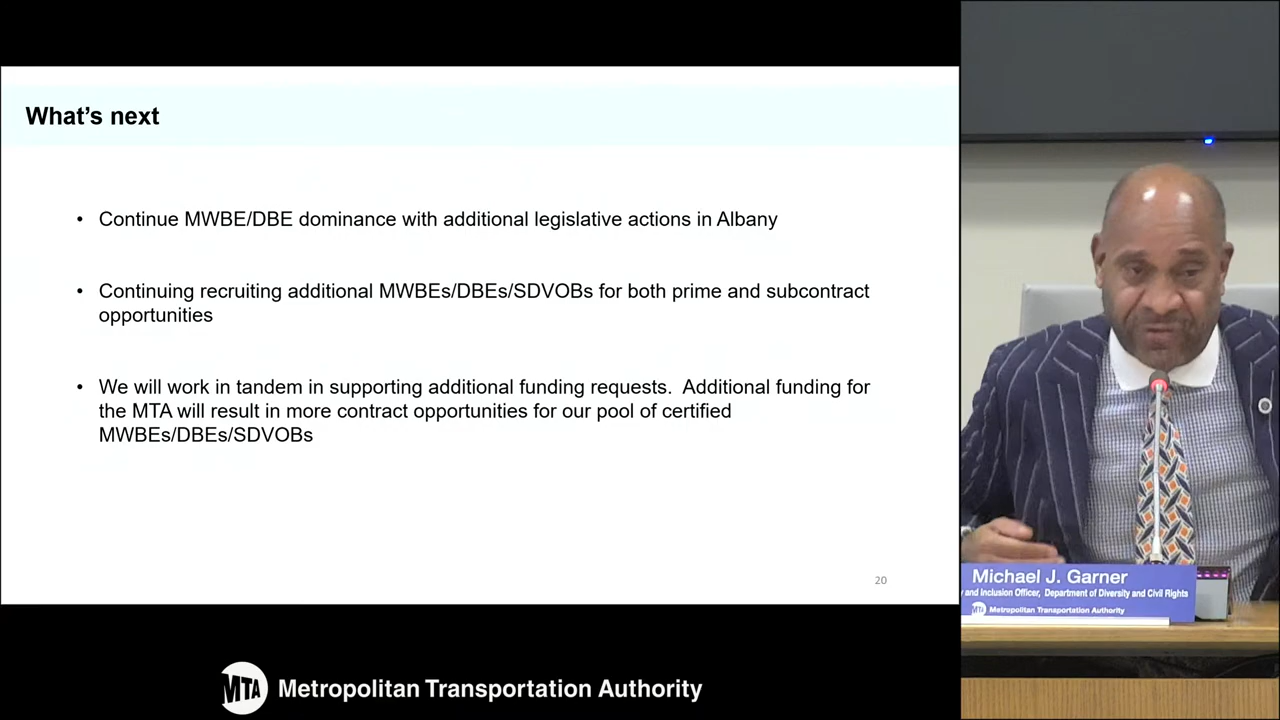 What's next
• Continue MWBE/DBE dominance with additional legislative actions in Albany
• Continuing recruiting additional MWBEs/DBEs/SDVOBs for both prime and subcontract
opportunities
• We will work in tandem in supporting additional funding requests. Additional funding for
the MTA will result in more contract opportunities for our pool of certified
MWBEs/DBEs/SDVOBs
20
MTA Metropolitan Transportation Authority
Michael J. Garner
y and Inclusion Officer, Department of Diversity and Civil Rights
MTA Metropolitan Transportation Authority